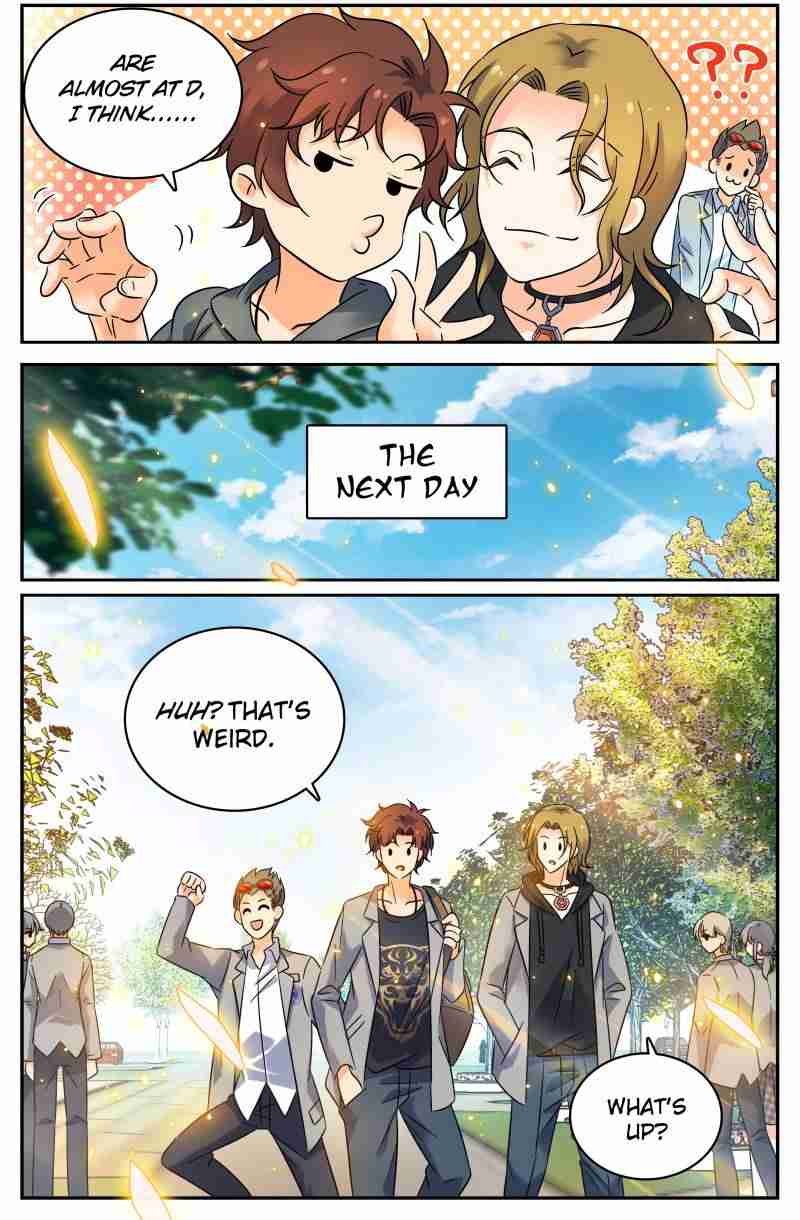 ARE
ALMOST AT D,
I THINK......
??
THE
NEXT DAY
HUH? THAT'S
WEIRD.
WHAT'S
UP?